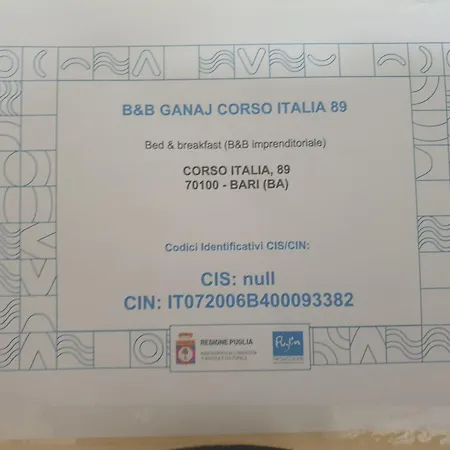 B&B GANAJ CORSO ITALIA 89
Bed & breakfast (B&B imprenditoriale)
CORSO ITALIA, 89
70100 - BARI (BA)
Codici Identificativi CIS/CIN:
CIS: null
CIN: IT072006B400093382
REGIONE PUGLIA